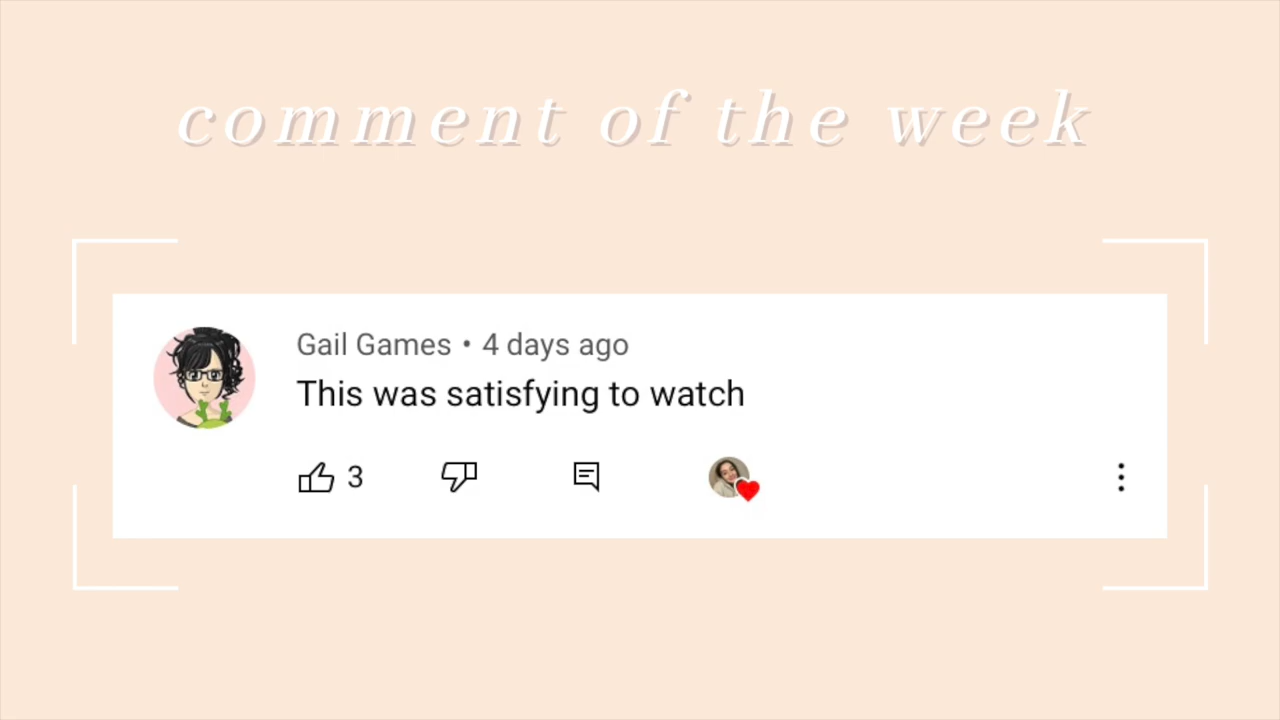 comment of the week
Gail Games • 4 days ago
This was satisfying to watch
3